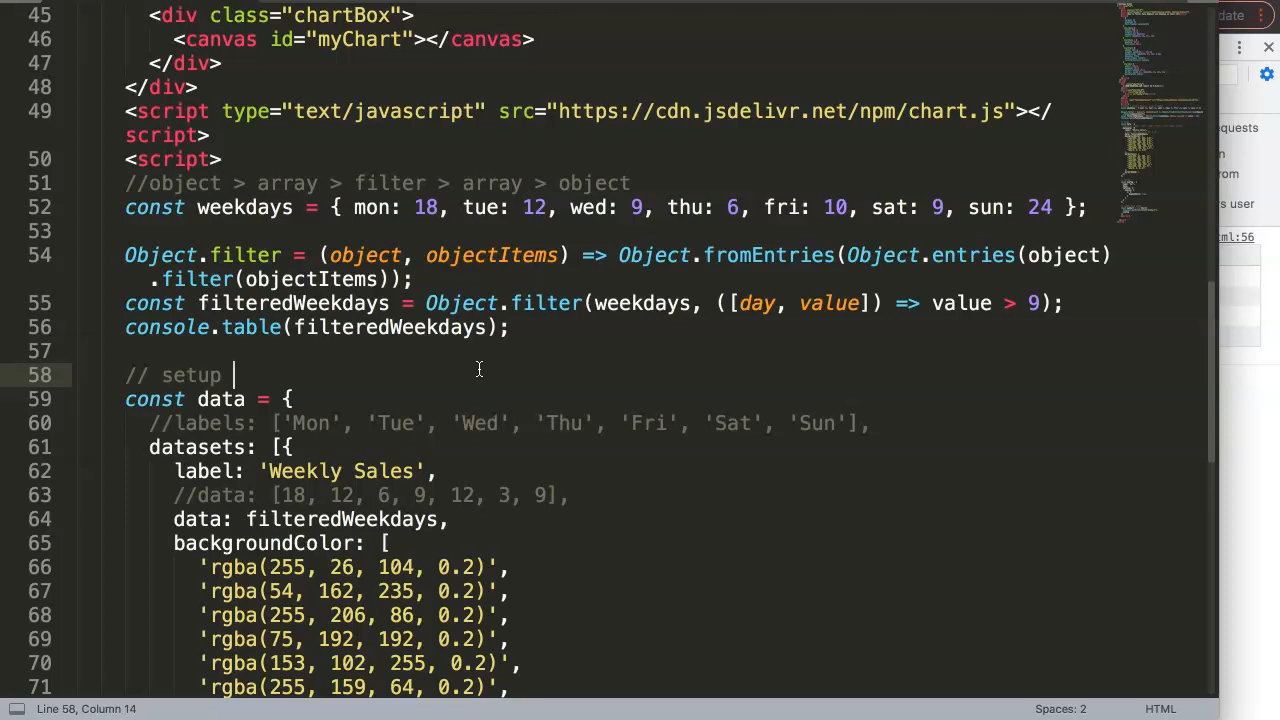 45 <div class="chartBox">
46 <canvas id="myChart"></canvas>
47 </div>
48 </div>
49 <script type="text/javascript" src="https://cdn.jsdelivr.net/npm/chart.js"></
script>
50 <script>
51 //object > array > filter > array > object
52 const weekdays = { mon: 18, tue: 12, wed: 9, thu: 6, fri: 10, sat: 9, sun: 24 };
53
54 Object.filter = (object, objectItems) => Object.fromEntries(Object.entries(object)
.filter(objectItems));
55 const filteredWeekdays = Object.filter(weekdays, ([day, value]) => value > 9);
56 console.table(filteredWeekdays);
57
58 // setup
59 const data = {
60 //labels: ['Mon', 'Tue', 'Wed', 'Thu', 'Fri', 'Sat', 'Sun'],
61 datasets: [{
62 label: 'Weekly Sales',
63 //data: [18, 12, 6, 9, 12, 3, 9],
64 data: filteredWeekdays,
65 backgroundColor: [
66 'rgba(255, 26, 104, 0.2)',
67 'rgba(54, 162, 235, 0.2)',
68 'rgba(255, 206, 86, 0.2)',
69 'rgba(75, 192, 192, 0.2)',
70 'rgba(153, 102, 255, 0.2)',
71 'rgba(255, 159, 64, 0.2)',
Line 58, Column 14
Spaces: 2
HTML
date
equests
n
rom
rs user
tml:56